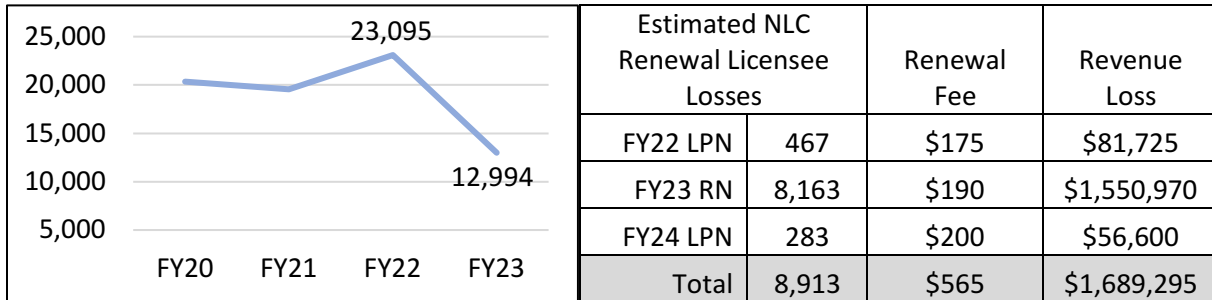 25,000
20,000
15,000
10,000
5,000
23,095
12,994
FY20 FY21 FY22 FY23
Estimated NLC
Renewal Licensee
Losses
Renewal
Fee
Revenue
Loss
FY22 LPN 467 $175 $81,725
FY23 RN 8,163 $190 $1,550,970
FY24 LPN 283 $200 $56,600
Total 8,913 $565 $1,689,295